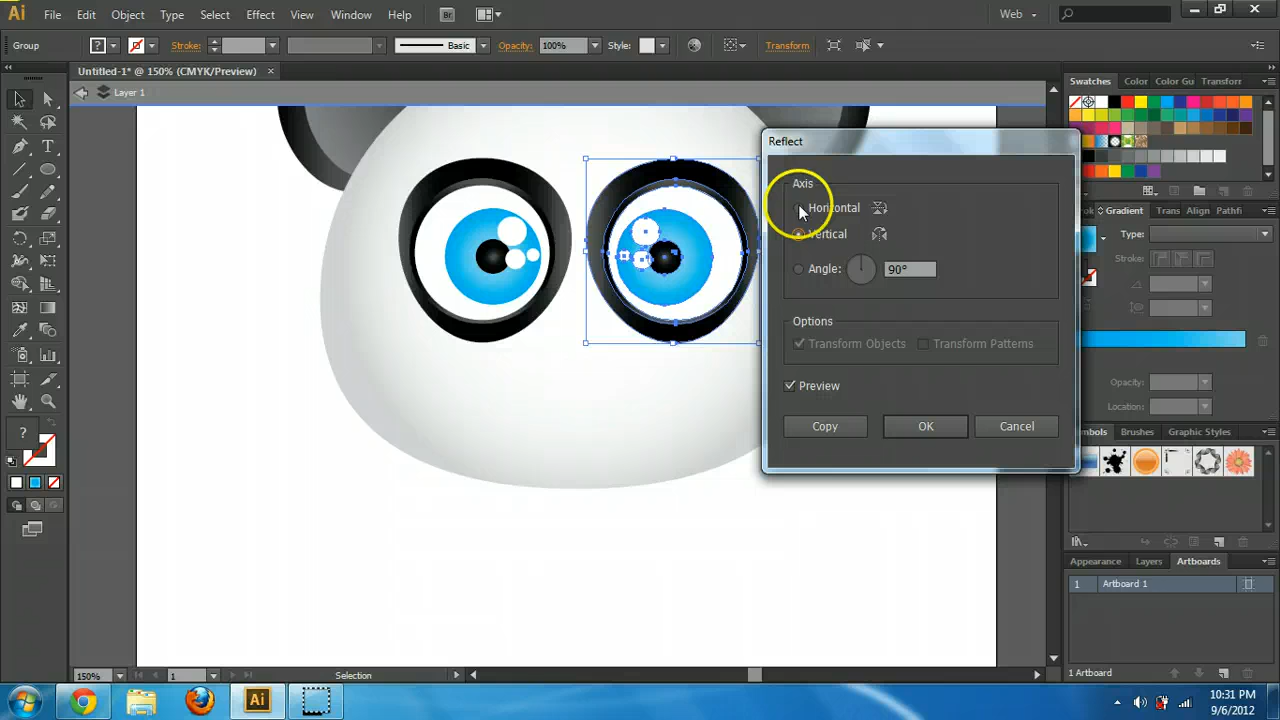 Ai File Edit Object Type Select Effect View Window Help Br Web
Group ? Stroke: Basic Opacity: 100% Style: Transform
Untitled-1* @ 150% (CMYK/Preview) ×
Layer 1
Swatches Color Color Gu Transform
Reflect
Axis
Horizontal
Vertical
Angle: 90°
Options
Transform Objects Transform Patterns
Preview
Copy OK Cancel
Gradient Trans Align Pathfi
Type:
Stroke:
Opacity:
Location:
?
Brushes Graphic Styles
Appearance Layers Artboards
1 Artboard 1
1 Artboard
150% 1 Selection
Ai
10:31 PM
9/6/2012